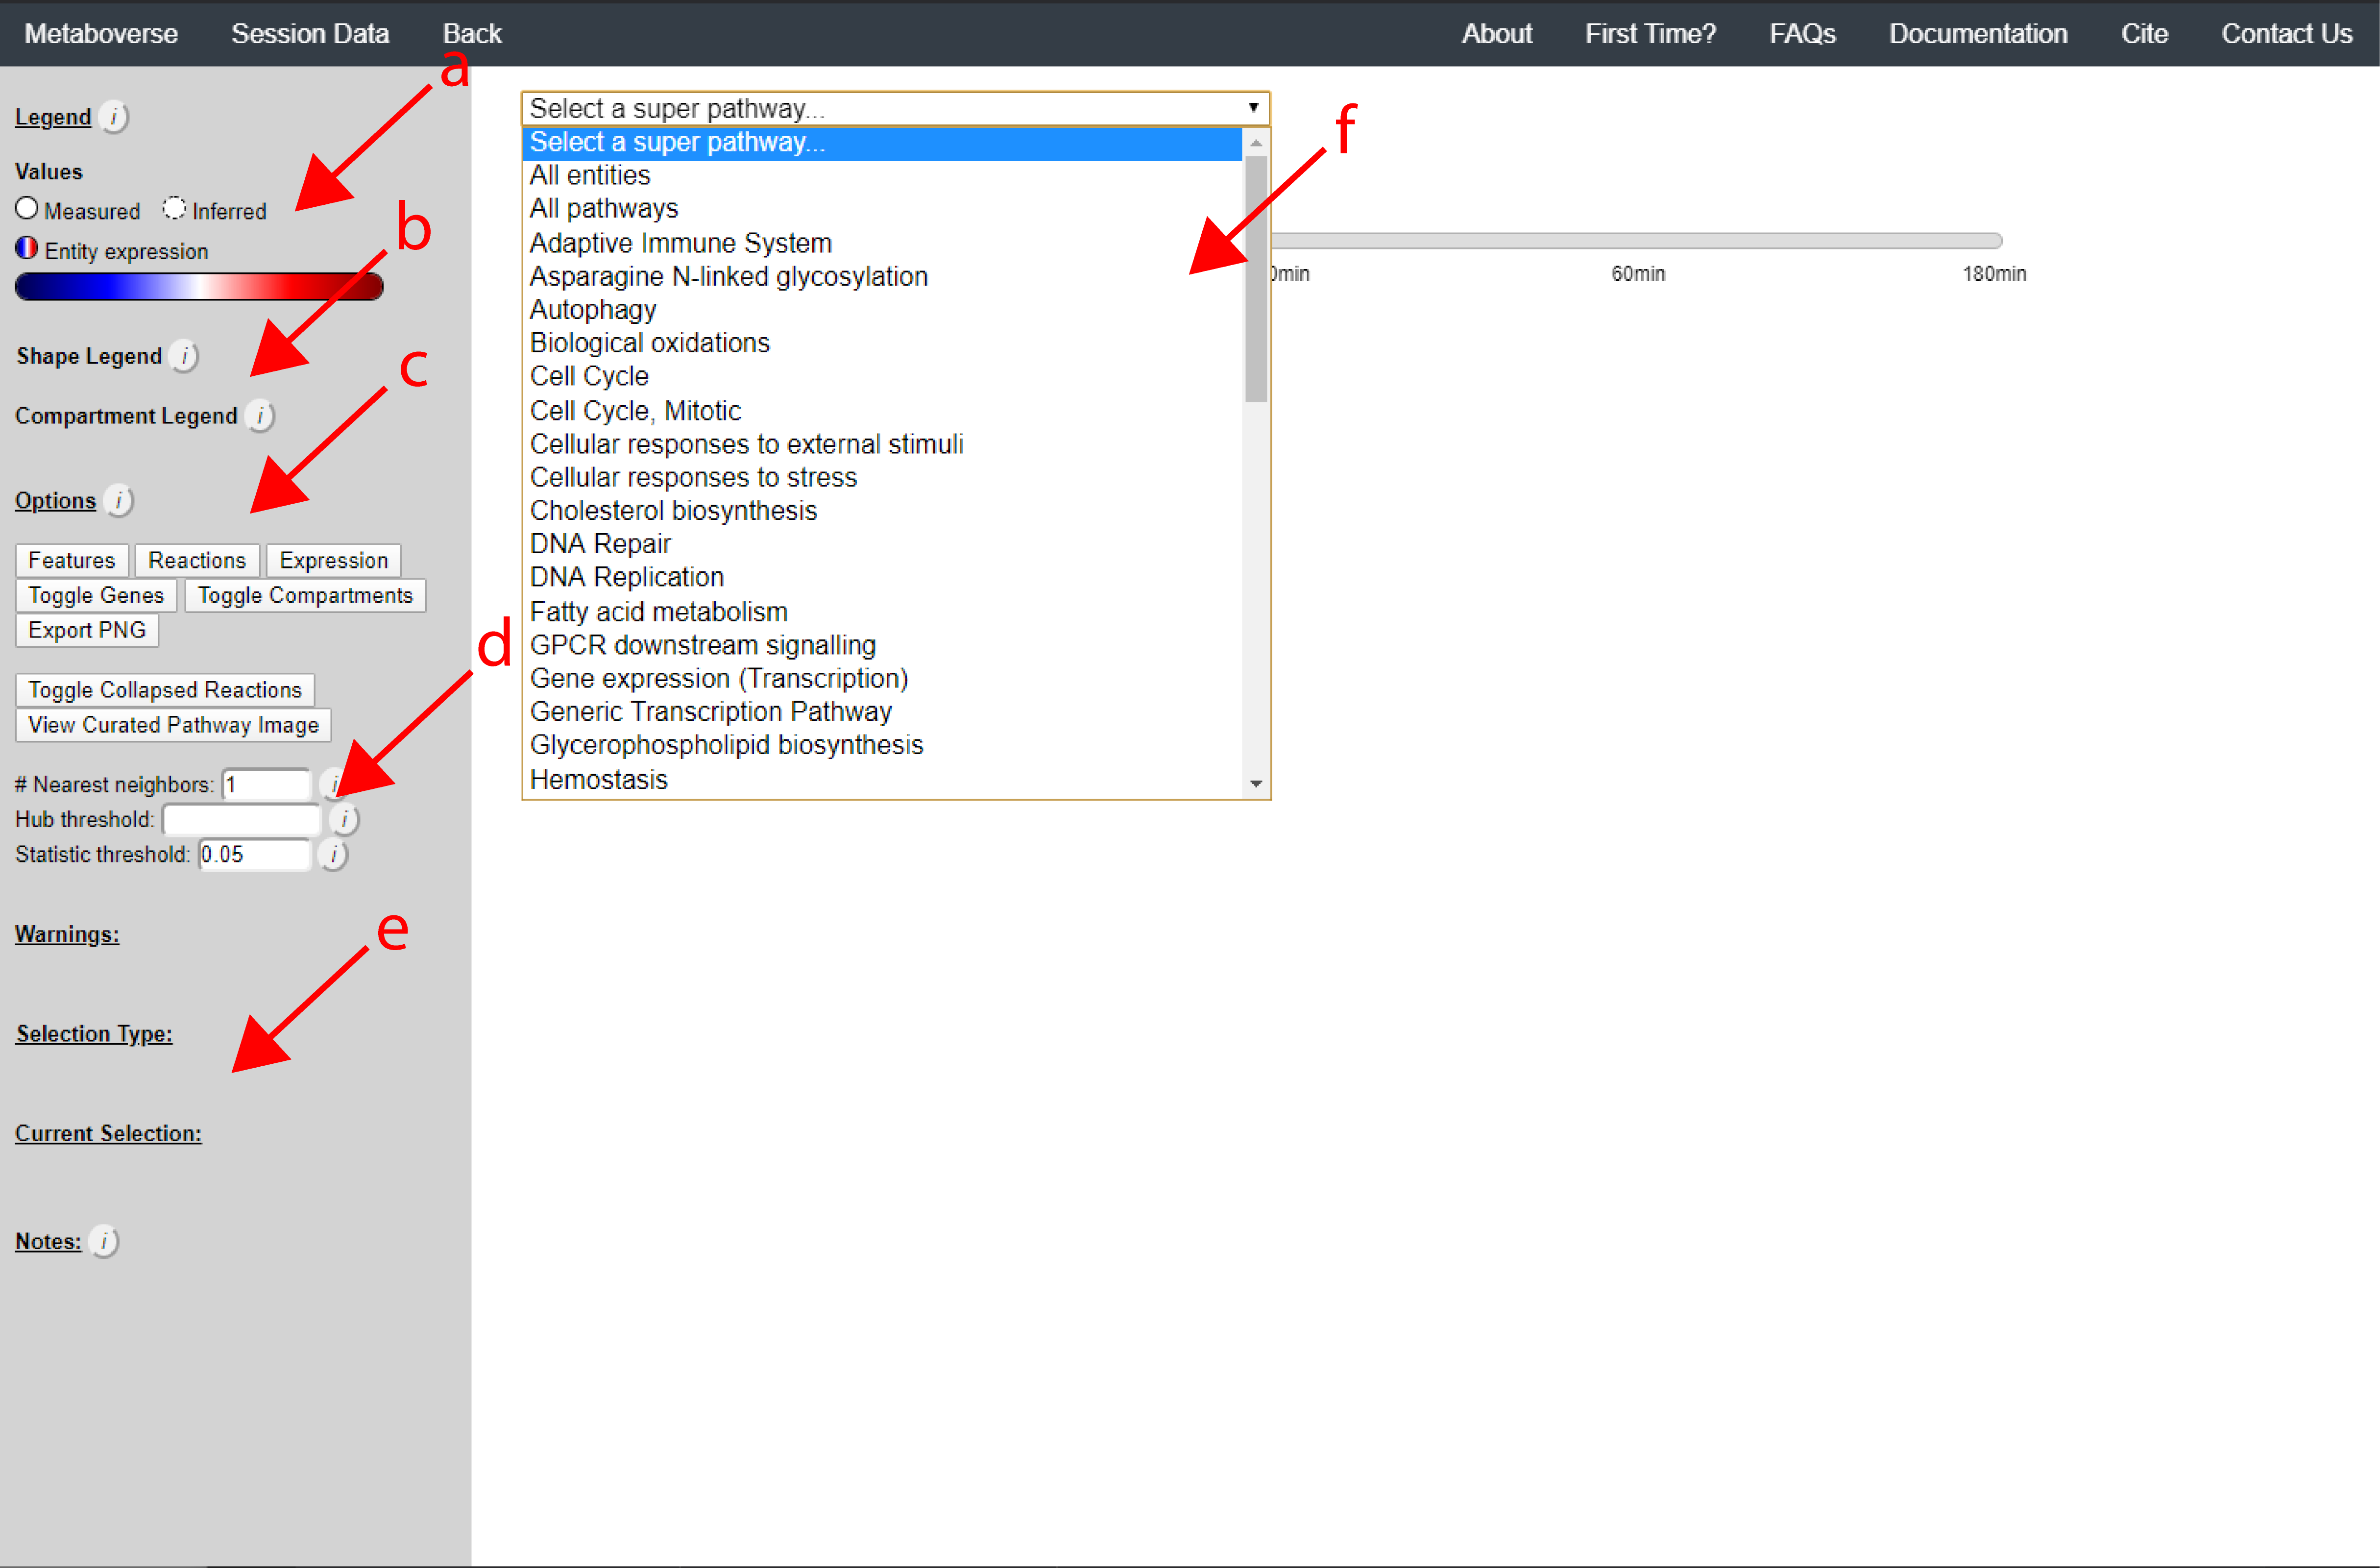 Metaboverse Session Data Back About First Time? FAQs Documentation Cite Contact Us
a
Legend i
Values
Measured Inferred
Entity expression
b
Shape Legend i
c
Compartment Legend i
Options i
Features Reactions Expression
Toggle Genes Toggle Compartments
Export PNG
d
Toggle Collapsed Reactions
View Curated Pathway Image
# Nearest neighbors: 1 i
Hub threshold: i
Statistic threshold: 0.05 i
Warnings:
e
Selection Type:
Current Selection:
Notes: i
Select a super pathway...
f
Select a super pathway...
All entities
All pathways
Adaptive Immune System
Asparagine N-linked glycosylation
Autophagy
Biological oxidations
Cell Cycle
Cell Cycle, Mitotic
Cellular responses to external stimuli
Cellular responses to stress
Cholesterol biosynthesis
DNA Repair
DNA Replication
Fatty acid metabolism
GPCR downstream signalling
Gene expression (Transcription)
Generic Transcription Pathway
Glycerophospholipid biosynthesis
Hemostasis
60min 180min